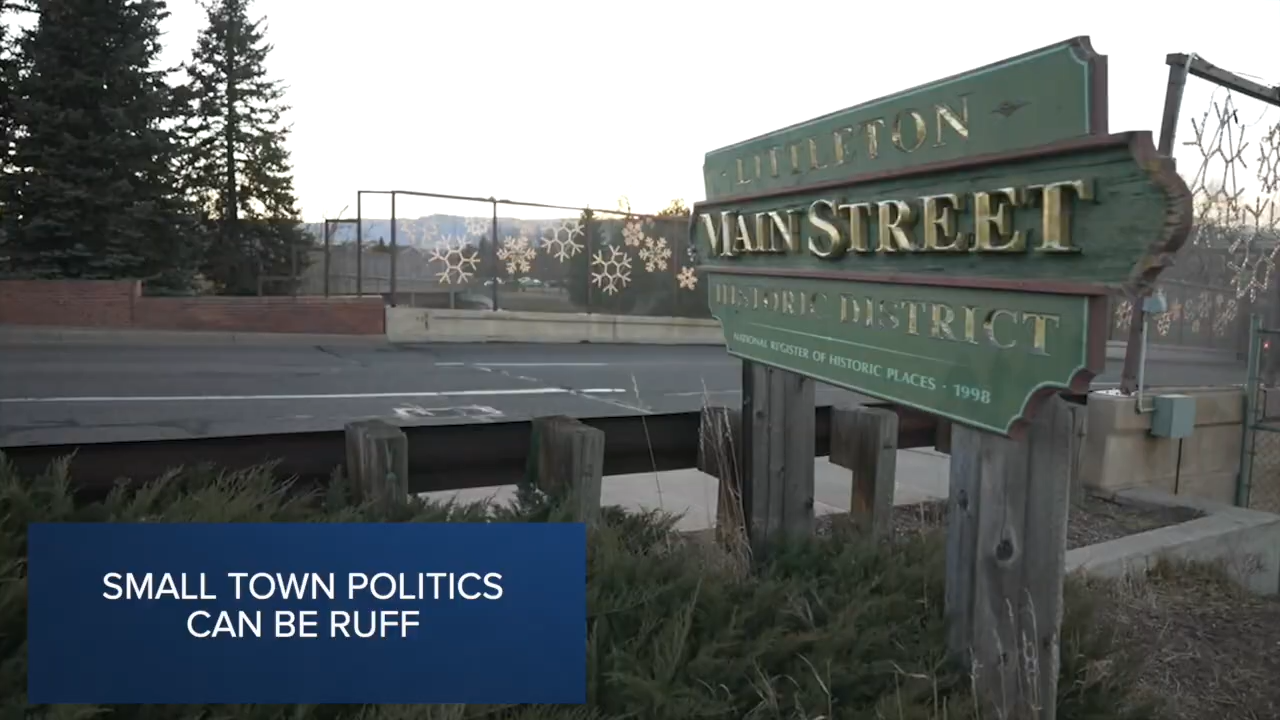 LITTLETON
MAIN STREET
HISTORIC DISTRICT
NATIONAL REGISTER OF HISTORIC PLACES · 1998
SMALL TOWN POLITICS
CAN BE RUFF